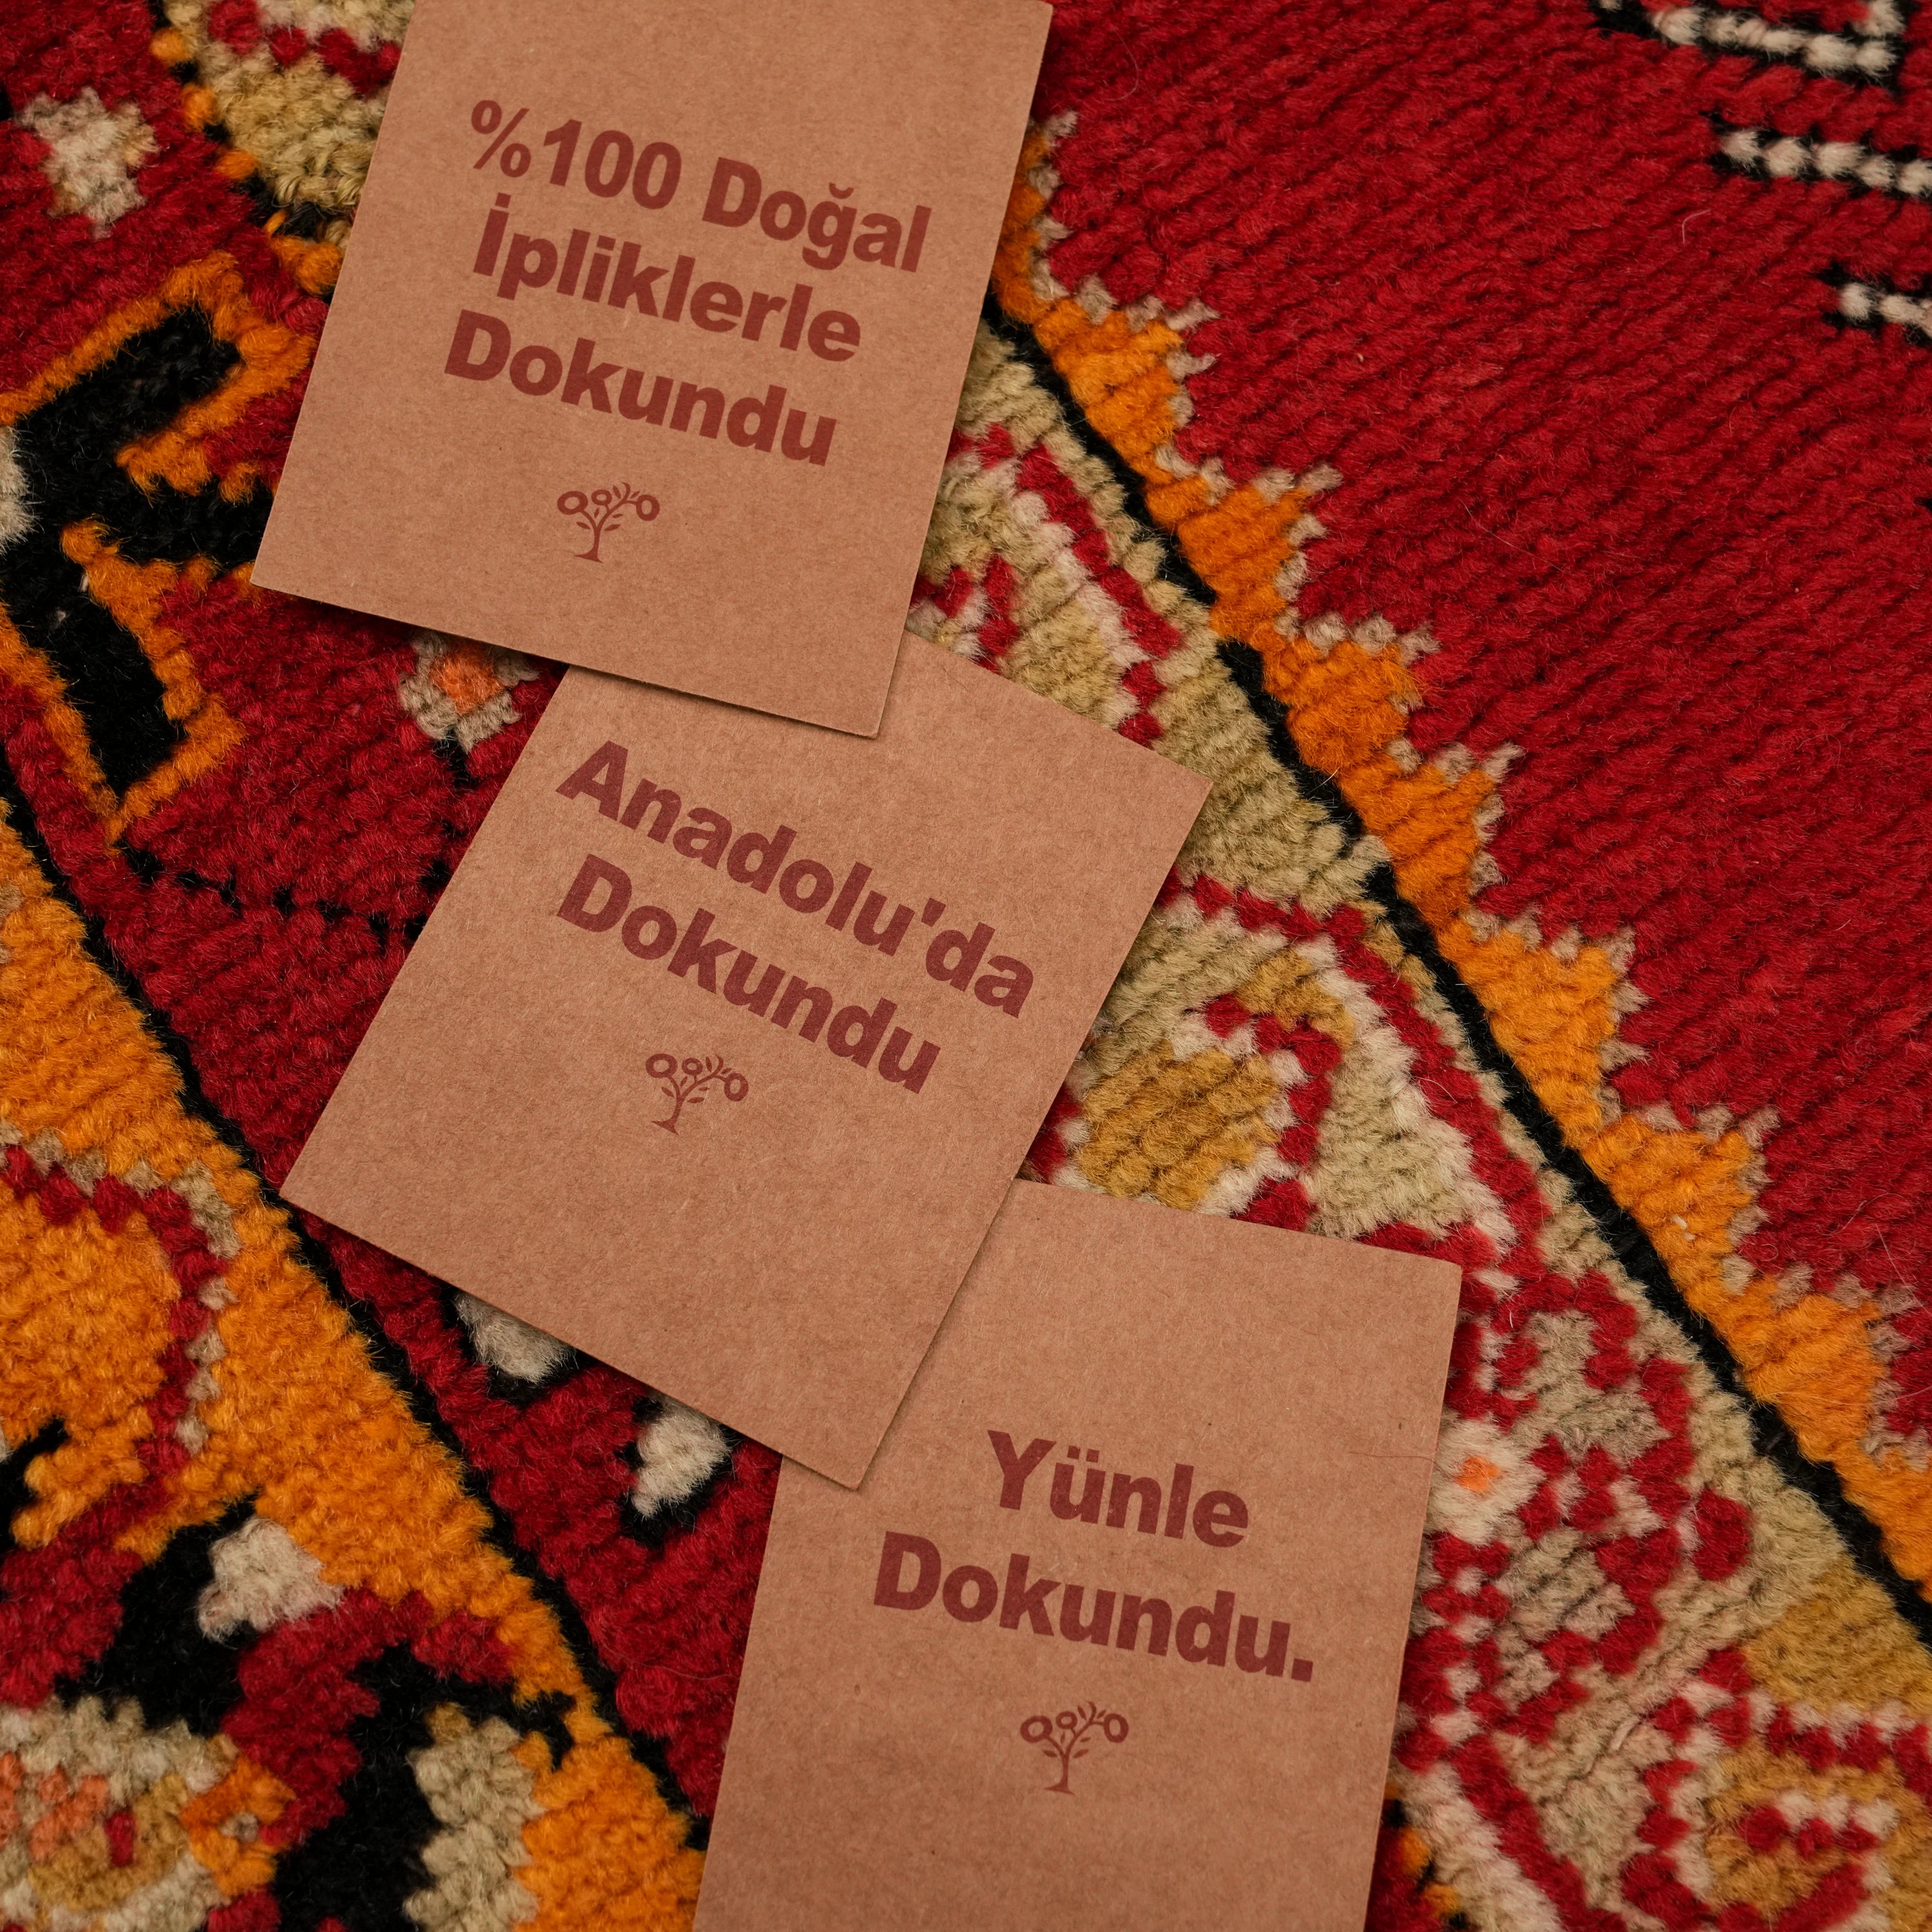 %100 Doğal
İpliklerle
Dokundu
Anadolu'da
Dokundu
Yünle
Dokundu.